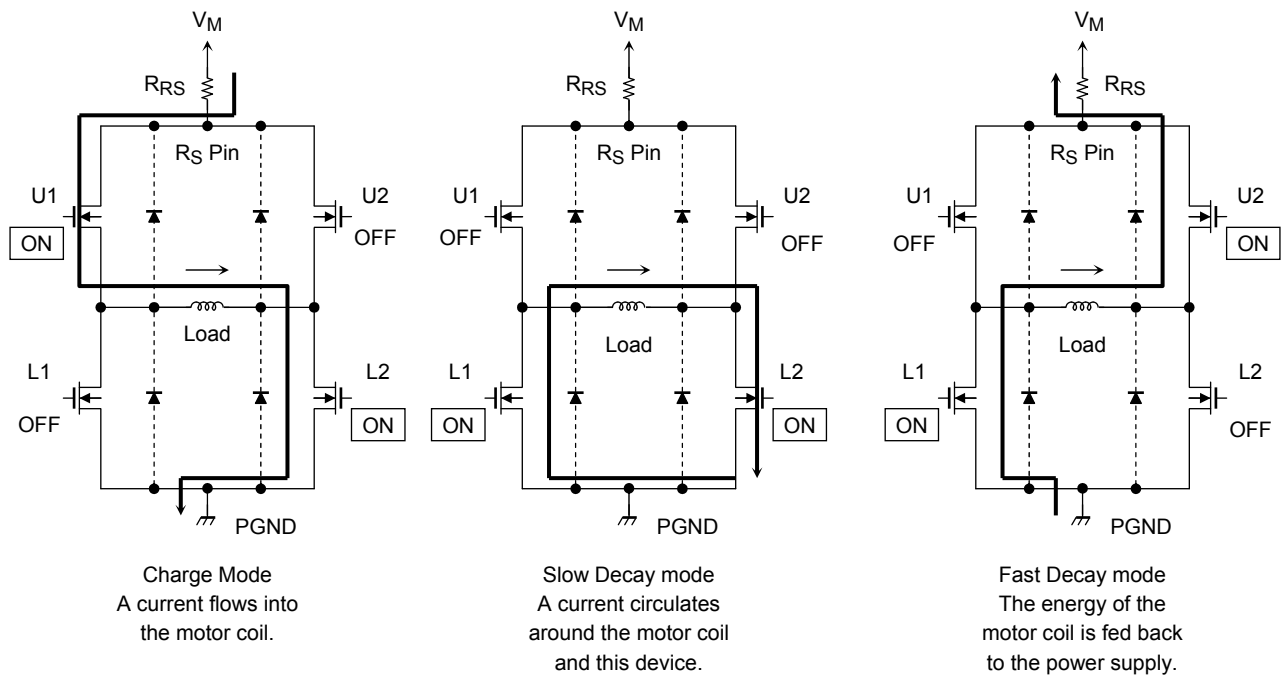 VM
RRS
RS Pin
U1
ON
U2
OFF
Load
L1
OFF
L2
ON
PGND
Charge Mode
A current flows into
the motor coil.
VM
RRS
RS Pin
U1
OFF
U2
OFF
Load
L1
ON
L2
ON
PGND
Slow Decay mode
A current circulates
around the motor coil
and this device.
VM
RRS
RS Pin
U1
OFF
U2
ON
Load
L1
ON
L2
OFF
PGND
Fast Decay mode
The energy of the
motor coil is fed back
to the power supply.